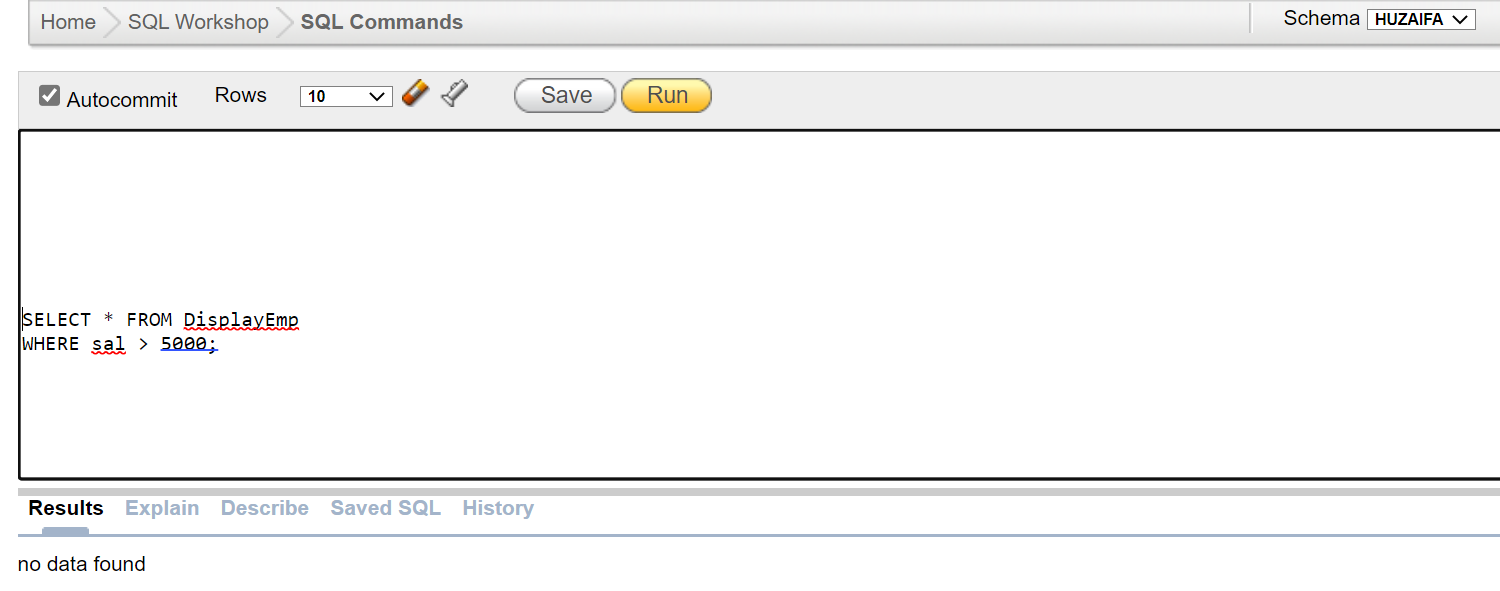 Home SQL Workshop SQL Commands Schema HUZAIFA
Autocommit Rows 10 Save Run
SELECT * FROM DisplayEmp
WHERE sal > 5000;
Results Explain Describe Saved SQL History
no data found